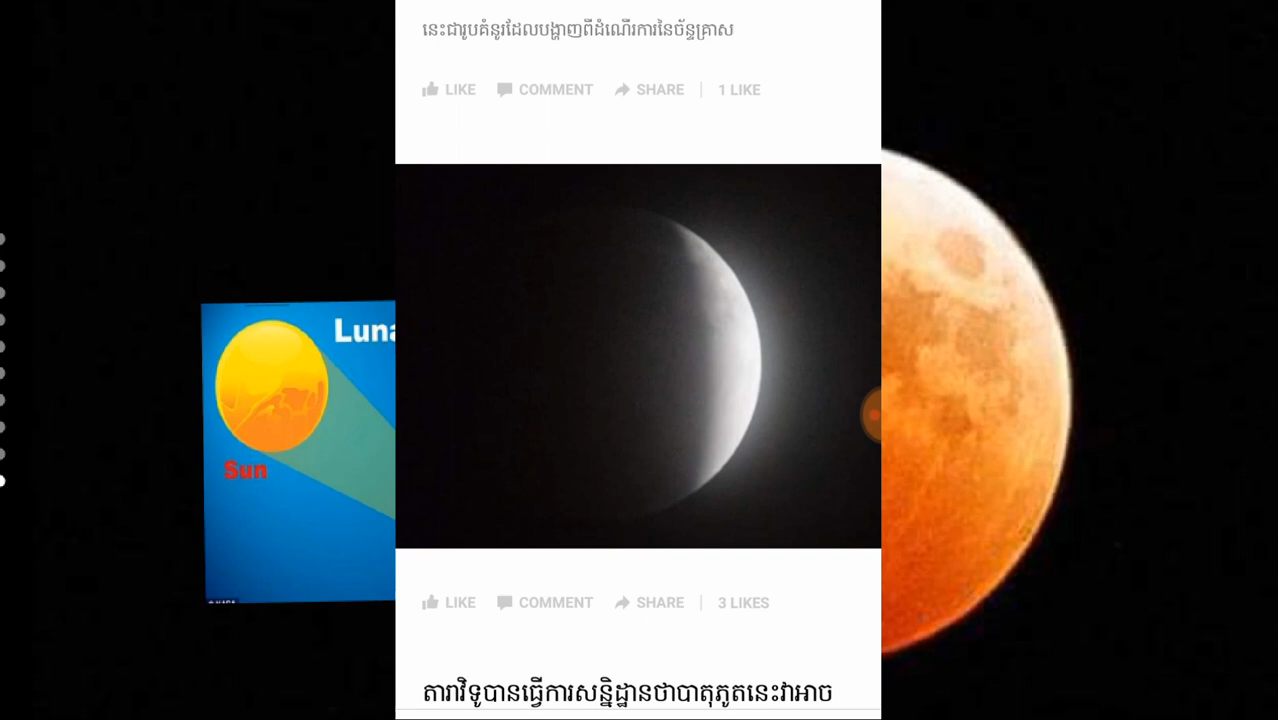 នេះជារូបគំនូរដែលបង្ហាញពីដំណើរការនៃច័ន្ទគ្រាស
LIKE COMMENT SHARE | 1 LIKE
Luna
Sun
LIKE COMMENT SHARE | 3 LIKES
តារាវិទូបានធ្វើការសន្និដ្ឋានថាបាតុភូតនេះវាអាច